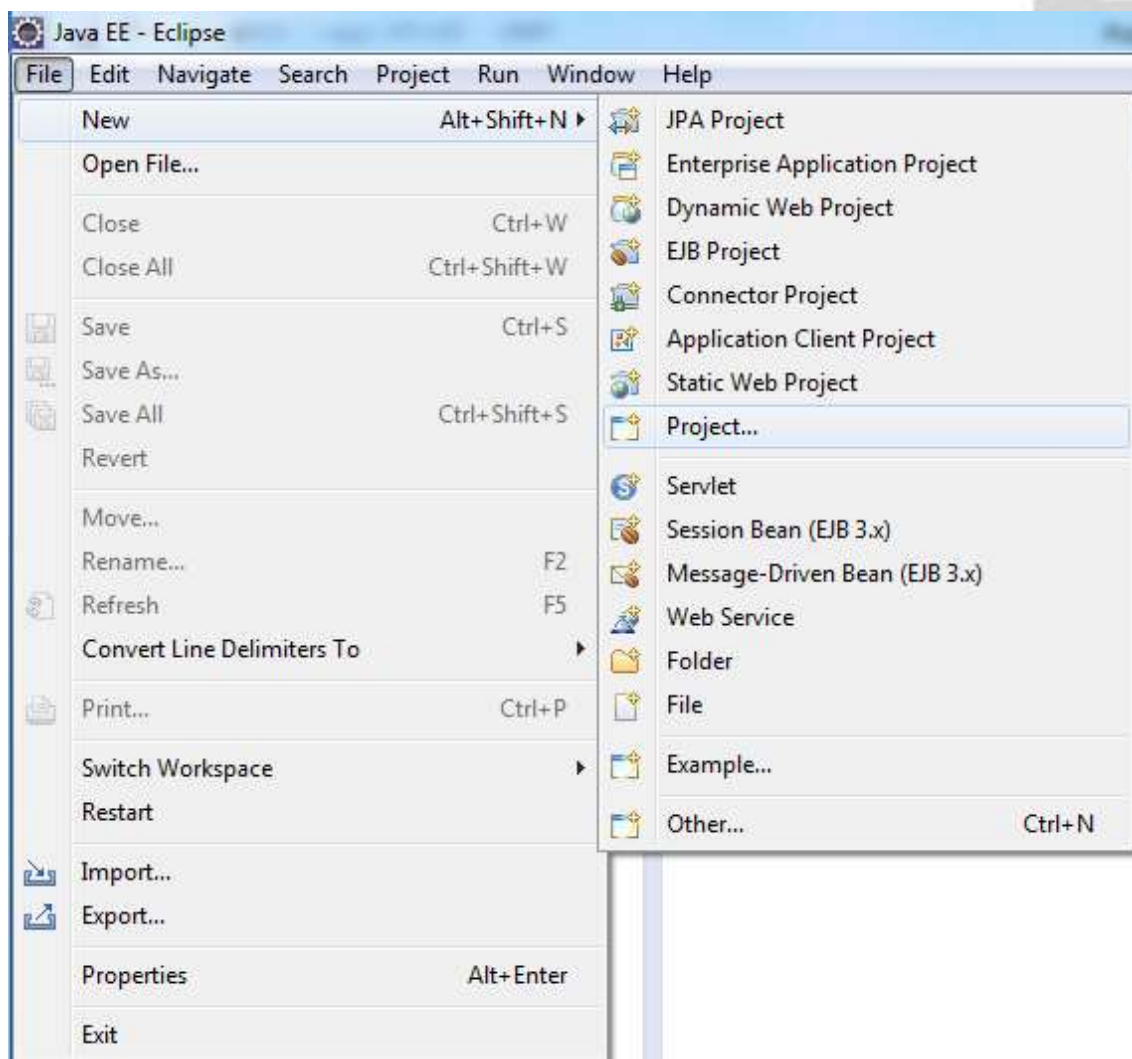 Java EE - Eclipse
File Edit Navigate Search Project Run Window Help
New Alt+Shift+N
Open File...
Close Ctrl+W
Close All Ctrl+Shift+W
Save Ctrl+S
Save As...
Save All Ctrl+Shift+S
Revert
Move...
Rename... F2
Refresh F5
Convert Line Delimiters To
Print... Ctrl+P
Switch Workspace
Restart
Import...
Export...
Properties Alt+Enter
Exit
JPA Project
Enterprise Application Project
Dynamic Web Project
EJB Project
Connector Project
Application Client Project
Static Web Project
Project...
Servlet
Session Bean (EJB 3.x)
Message-Driven Bean (EJB 3.x)
Web Service
Folder
File
Example...
Other... Ctrl+N